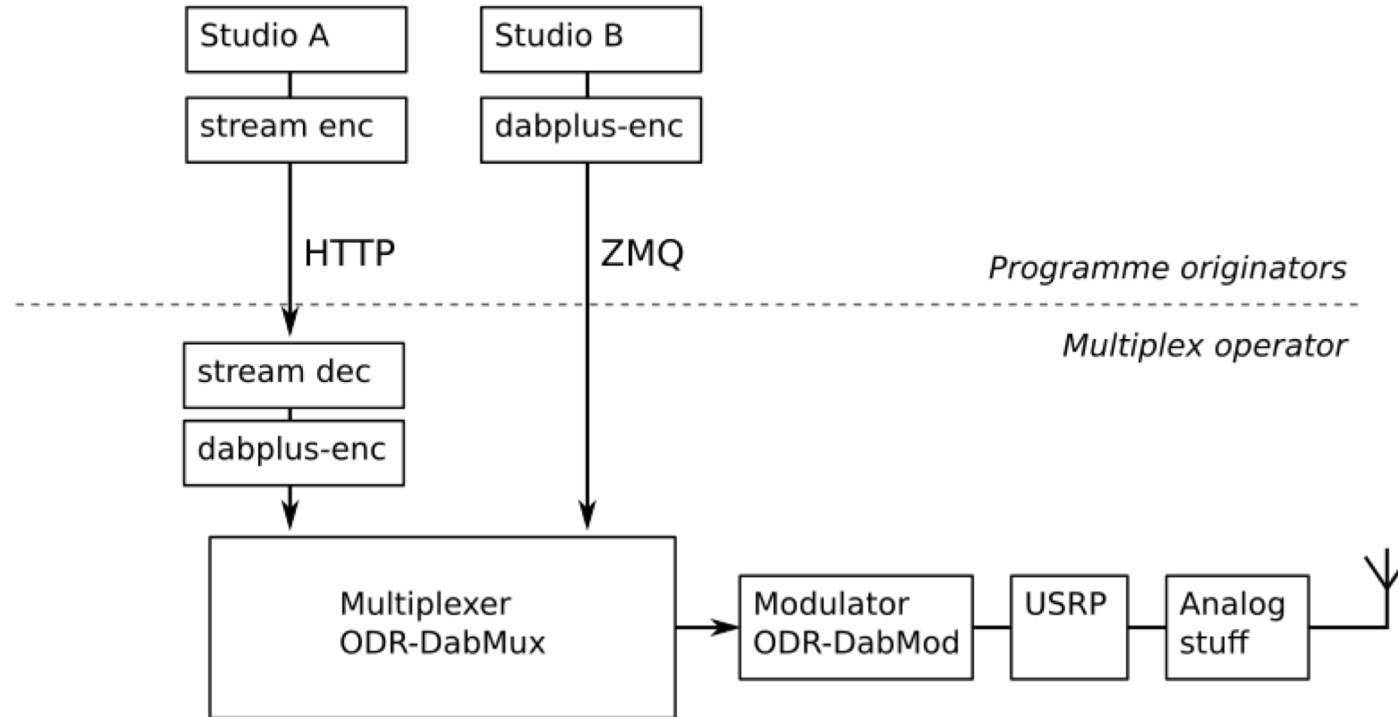 Studio A
Studio B
stream enc
dabplus-enc
HTTP
ZMQ
Programme originators
Multiplex operator
stream dec
dabplus-enc
Multiplexer
ODR-DabMux
Modulator
ODR-DabMod
USRP
Analog
stuff